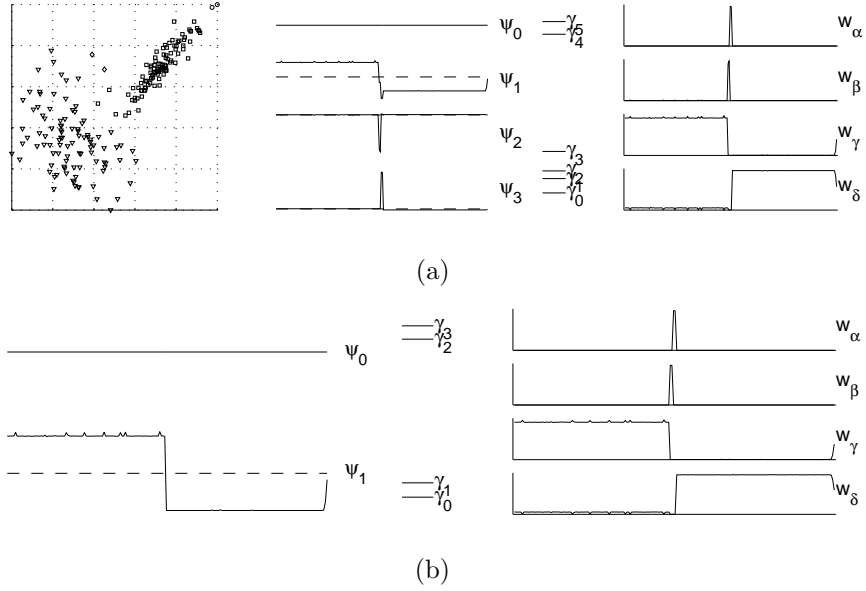 ψ₀
γ₅
γ₄
wα
ψ₁
wβ
ψ₂
γ₃
wγ
ψ₃
γ₂
γ₁
γ₀
wδ
(a)
ψ₀
γ₃
γ₂
wα
wβ
ψ₁
γ₁
γ₀
wγ
wδ
(b)